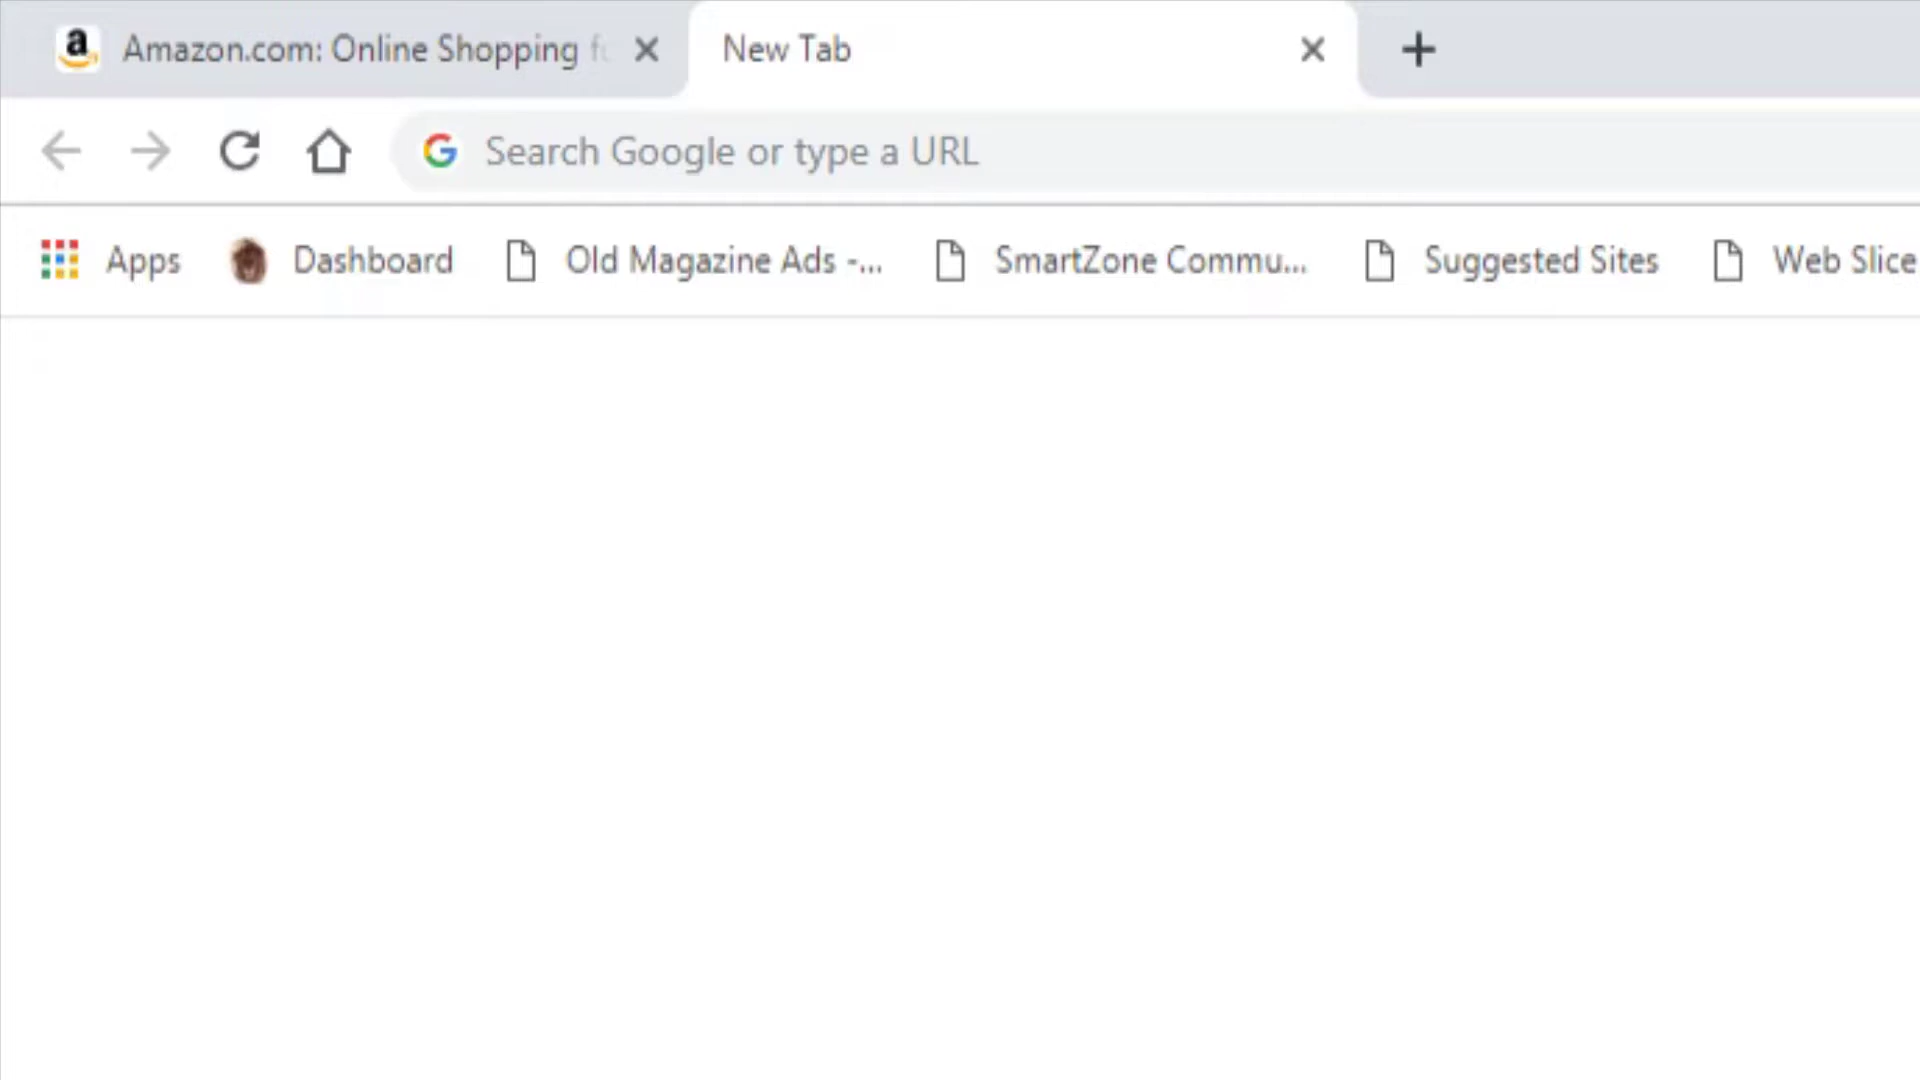 Amazon.com: Online Shopping
New Tab
Search Google or type a URL
Apps
Dashboard
Old Magazine Ads -...
SmartZone Commu...
Suggested Sites
Web Slice